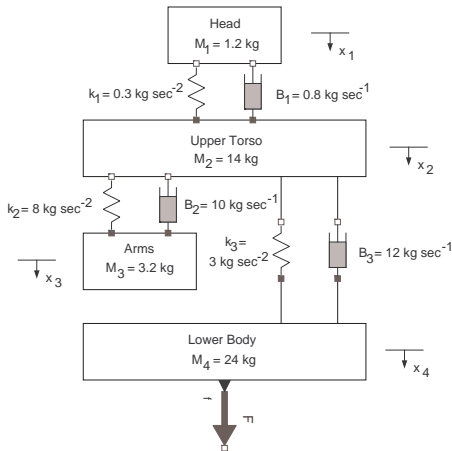 Head
M₁ = 1.2 kg
x₁
k₁ = 0.3 kg sec⁻²
B₁ = 0.8 kg sec⁻¹
Upper Torso
M₂ = 14 kg
x₂
k₂ = 8 kg sec⁻²
B₂ = 10 kg sec⁻¹
k₃ =
3 kg sec⁻²
B₃ = 12 kg sec⁻¹
Arms
M₃ = 3.2 kg
x₃
Lower Body
M₄ = 24 kg
x₄
f
F